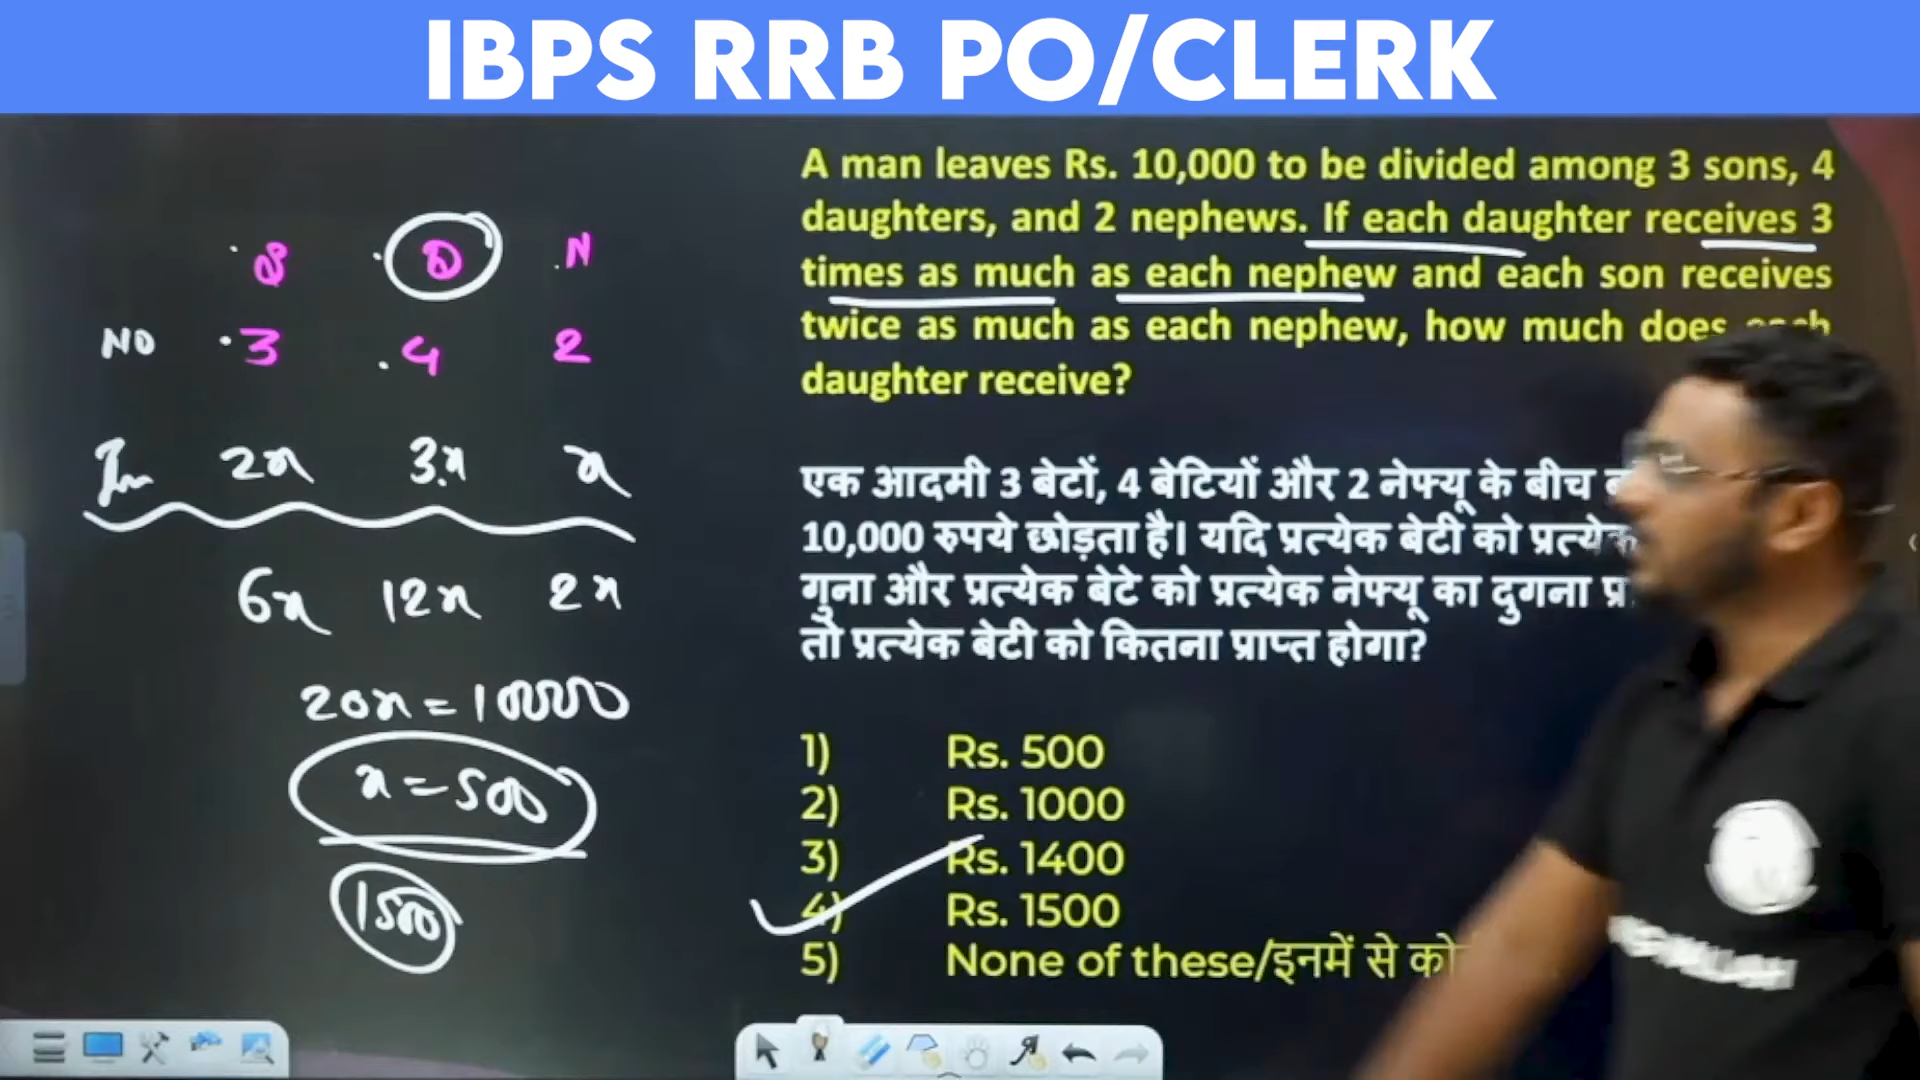 IBPS RRB PO/CLERK
A man leaves Rs. 10,000 to be divided among 3 sons, 4
daughters, and 2 nephews. If each daughter receives 3
times as much as each nephew and each son receives
twice as much as each nephew, how much does each
daughter receive?
एक आदमी 3 बेटों, 4 बेटियों और 2 नेफ्यू के बीच
10,000 रुपये छोड़ता है। यदि प्रत्येक बेटी को प्रत्येक
गुना और प्रत्येक बेटे को प्रत्येक नेफ्यू का दुगना
तो प्रत्येक बेटी को कितना प्राप्त होगा?
1) Rs. 500
2) Rs. 1000
3) Rs. 1400
4) Rs. 1500
5) None of these/इनमें से
S D N
NO 3 4 2
2x 3x x
6x 12x 2x
20x = 10000
x = 500
1500